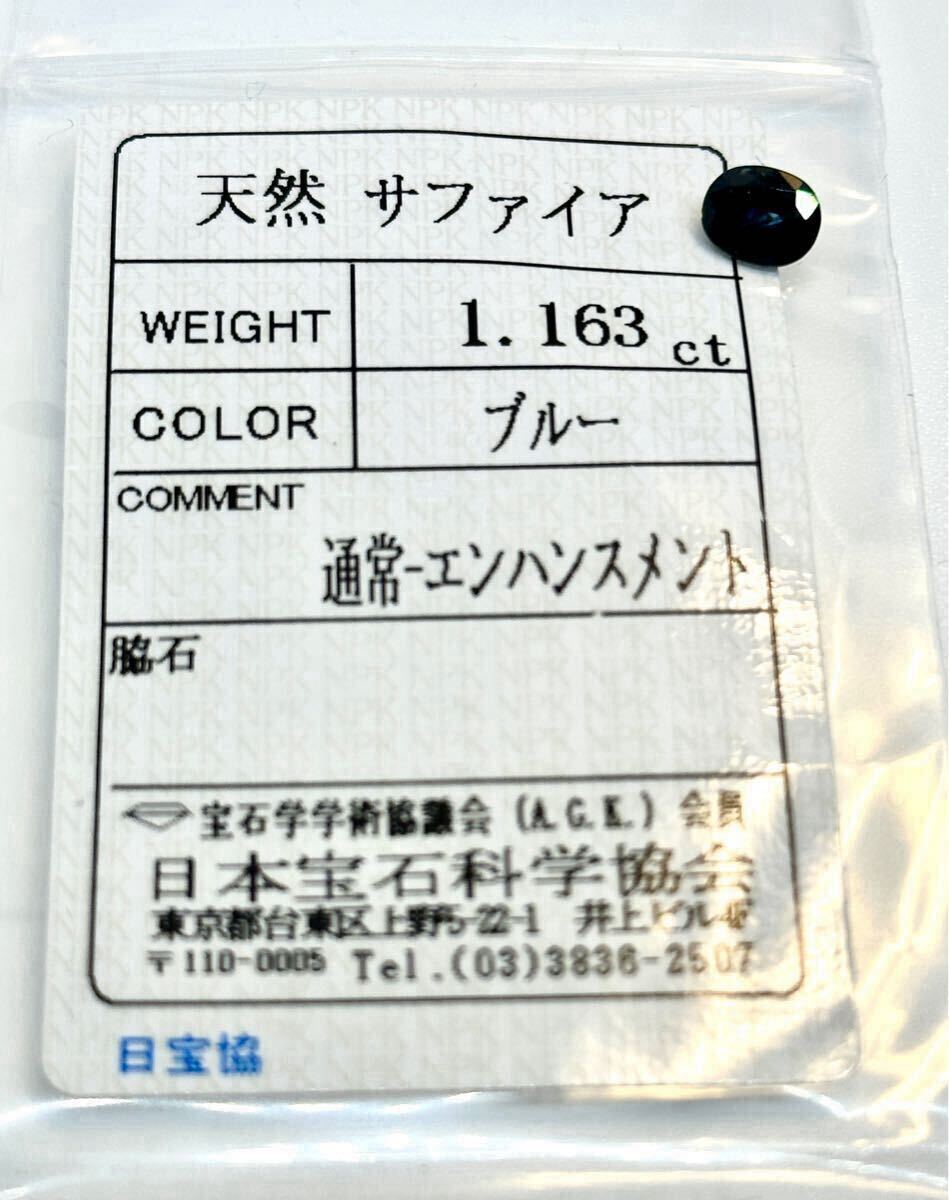 天然 サファイア
WEIGHT 1.163 ct
COLOR ブルー
COMMENT
通常-エンハンスメント
脇石
宝石学学術協議会 (A.G.K.) 会員
日本宝石科学協会
東京都台東区上野5-22-1 井上ビル4F
〒110-0005 Tel.(03)3836-2507
日宝協